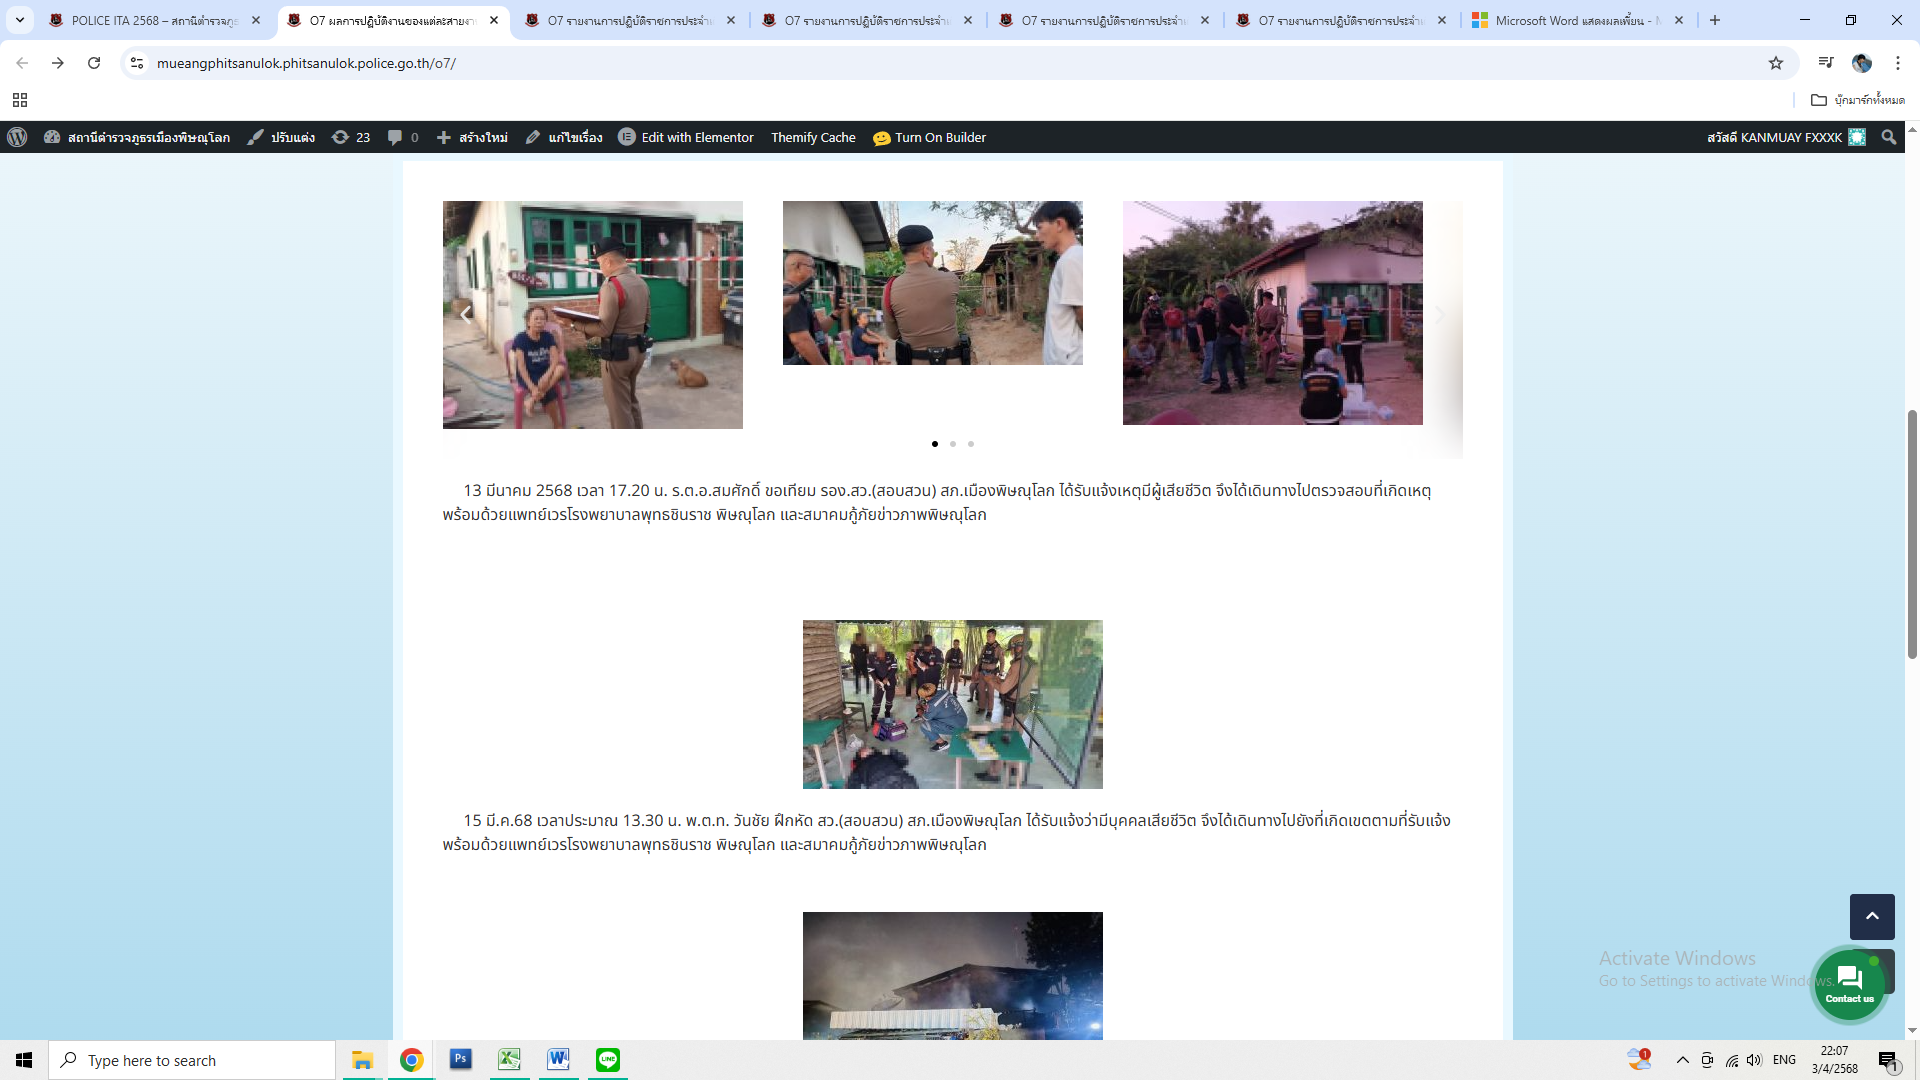 POLICE ITA 2568 – สถานีตำรวจภูธร
O7 ผลการปฏิบัติงานของแต่ละสายงาน
O7 รายงานการปฏิบัติราชการประจำ
O7 รายงานการปฏิบัติราชการประจำ
O7 รายงานการปฏิบัติราชการประจำ
O7 รายงานการปฏิบัติราชการประจำ
Microsoft Word แสดงผลเพี้ยน -
mueangphitsanulok.phitsanulok.police.go.th/o7/
บุ๊กมาร์กทั้งหมด
สถานีตำรวจภูธรเมืองพิษณุโลก ปรับแต่ง 23 0 สร้างใหม่ แก้ไขเรื่อง Edit with Elementor Themify Cache Turn On Builder สวัสดี KANMUAY FXXXK
13 มีนาคม 2568 เวลา 17.20 น. ร.ต.อ.สมศักดิ์ ขอเทียม รอง.สว.(สอบสวน) สภ.เมืองพิษณุโลก ได้รับแจ้งเหตุมีผู้เสียชีวิต จึงได้เดินทางไปตรวจสอบที่เกิดเหตุ
พร้อมด้วยแพทย์เวรโรงพยาบาลพุทธชินราช พิษณุโลก และสมาคมกู้ภัยข่าวภาพพิษณุโลก
15 มี.ค.68 เวลาประมาณ 13.30 น. พ.ต.ท. วันชัย ฝึกหัด สว.(สอบสวน) สภ.เมืองพิษณุโลก ได้รับแจ้งว่ามีบุคคลเสียชีวิต จึงได้เดินทางไปยังที่เกิดเขตตามที่รับแจ้ง
พร้อมด้วยแพทย์เวรโรงพยาบาลพุทธชินราช พิษณุโลก และสมาคมกู้ภัยข่าวภาพพิษณุโลก
Activate Windows
Go to Settings to activate Windows.
Contact us
Type here to search
Ps
LINE
1
ENG
22:07
3/4/2568
1